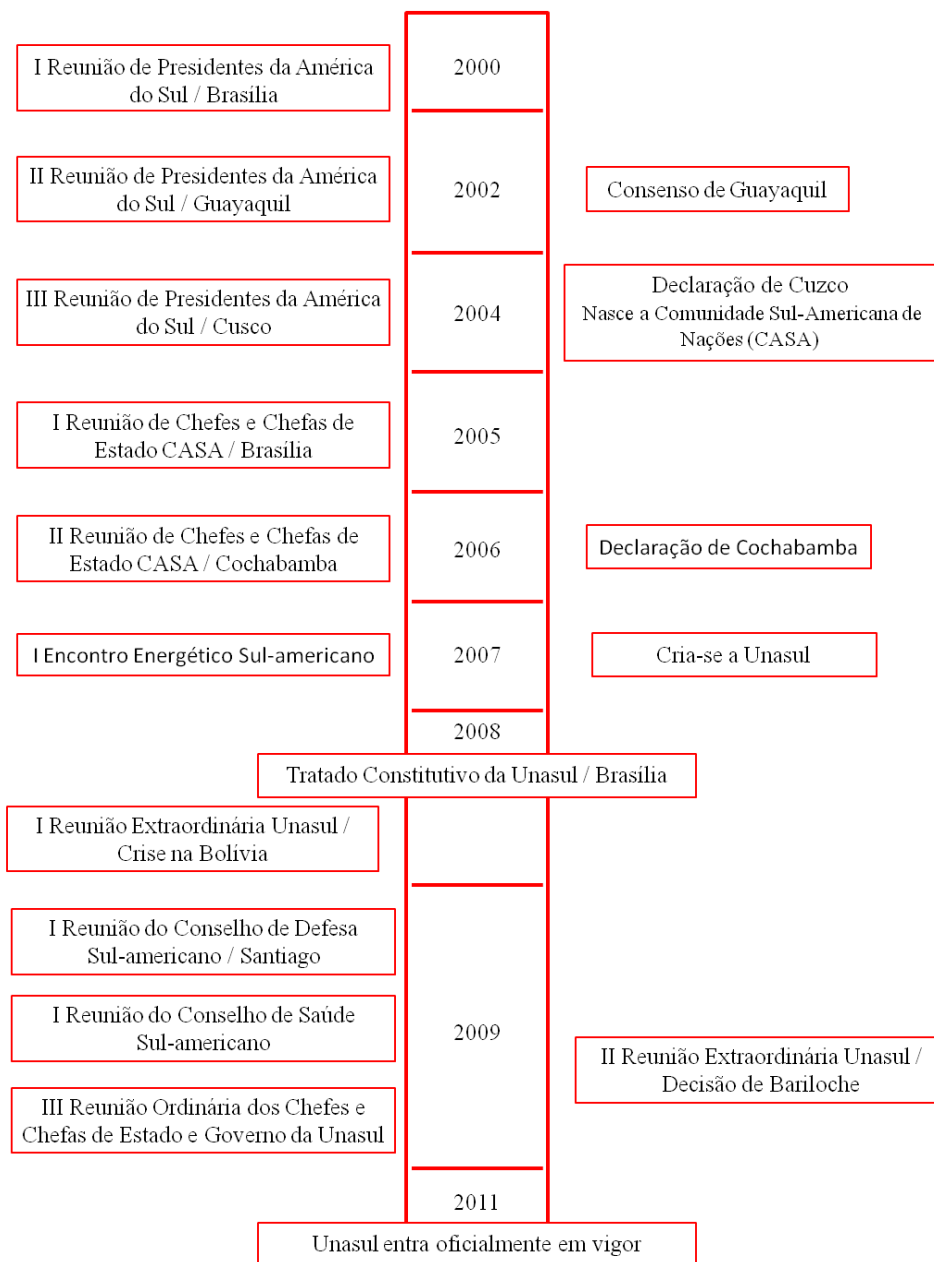 I Reunião de Presidentes da América
do Sul / Brasília
2000
II Reunião de Presidentes da América
do Sul / Guayaquil
2002
Consenso de Guayaquil
III Reunião de Presidentes da América
do Sul / Cusco
2004
Declaração de Cuzco
Nasce a Comunidade Sul-Americana de
Nações (CASA)
I Reunião de Chefes e Chefas de
Estado CASA / Brasília
2005
II Reunião de Chefes e Chefas de
Estado CASA / Cochabamba
2006
Declaração de Cochabamba
I Encontro Energético Sul-americano
2007
Cria-se a Unasul
2008
Tratado Constitutivo da Unasul / Brasília
I Reunião Extraordinária Unasul /
Crise na Bolívia
I Reunião do Conselho de Defesa
Sul-americano / Santiago
I Reunião do Conselho de Saúde
Sul-americano
III Reunião Ordinária dos Chefes e
Chefas de Estado e Governo da Unasul
2009
II Reunião Extraordinária Unasul /
Decisão de Bariloche
2011
Unasul entra oficialmente em vigor